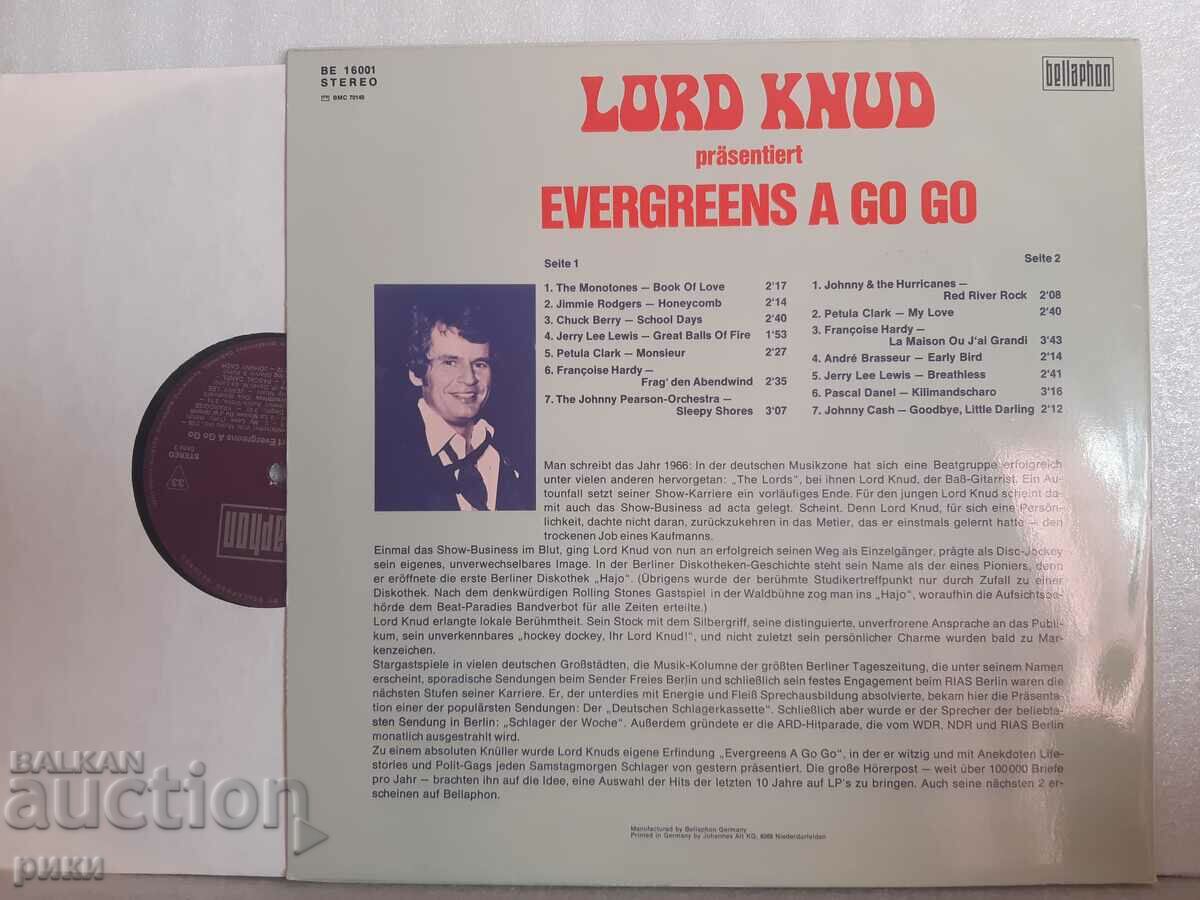 BE 16001
STEREO
BMC 70145
bellaphon
LORD KNUD
präsentiert
EVERGREENS A GO GO
Seite 1
1. The Monotones — Book Of Love 2'17
2. Jimmie Rodgers — Honeycomb 2'14
3. Chuck Berry — School Days 2'40
4. Jerry Lee Lewis — Great Balls Of Fire 1'53
5. Petula Clark — Monsieur 2'27
6. Françoise Hardy —
Frag' den Abendwind 2'35
7. The Johnny Pearson-Orchestra —
Sleepy Shores 3'07
Seite 2
1. Johnny & the Hurricanes —
Red River Rock 2'08
2. Petula Clark — My Love 2'40
3. Françoise Hardy —
La Maison Ou J'ai Grandi 3'43
4. André Brasseur — Early Bird 2'14
5. Jerry Lee Lewis — Breathless 2'41
6. Pascal Danel — Kilimandscharo 3'16
7. Johnny Cash — Goodbye, Little Darling 2'12
Man schreibt das Jahr 1966: In der deutschen Musikzone hat sich eine Beatgruppe erfolgreich
unter vielen anderen hervorgetan: „The Lords", bei ihnen Lord Knud, der Baß-Gitarrist. Ein Au-
tounfall setzt seiner Show-Karriere ein vorläufiges Ende. Für den jungen Lord Knud scheint da-
mit auch das Show-Business ad acta gelegt. Scheint. Denn Lord Knud, für sich eine Persön-
lichkeit, dachte nicht daran, zurückzukehren in das Metier, das er einstmals gelernt hatte — den
trockenen Job eines Kaufmanns.
Einmal das Show-Business im Blut, ging Lord Knud von nun an erfolgreich seinen Weg als Einzelgänger, prägte als Disc-Jockey
sein eigenes, unverwechselbares Image. In der Berliner Diskotheken-Geschichte steht sein Name als der eines Pioniers, denn
er eröffnete die erste Berliner Diskothek „Hajo". (Übrigens wurde der berühmte Studikertreffpunkt nur durch Zufall zu einer
Diskothek. Nach dem denkwürdigen Rolling Stones Gastspiel in der Waldbühne zog man ins „Hajo", woraufhin die Aufsichtsbe-
hörde dem Beat-Paradies Bandverbot für alle Zeiten erteilte.)
Lord Knud erlangte lokale Berühmtheit. Sein Stock mit dem Silbergriff, seine distinguierte, unverfrorene Ansprache an das Publi-
kum, sein unverkennbares „hockey dockey, Ihr Lord Knud!", und nicht zuletzt sein persönlicher Charme wurden bald zu Mar-
kenzeichen.
Stargastspiele in vielen deutschen Großstädten, die Musik-Kolumne der größten Berliner Tageszeitung, die unter seinem Namen
erscheint, sporadische Sendungen beim Sender Freies Berlin und schließlich sein festes Engagement beim RIAS Berlin waren die
nächsten Stufen seiner Karriere. Er, der unterdies mit Energie und Fleiß Sprechausbildung absolvierte, bekam hier die Präsenta-
tion einer der populärsten Sendungen: Der „Deutschen Schlagerkassette". Schließlich aber wurde er der Sprecher der beliebte-
sten Sendung in Berlin: „Schlager der Woche". Außerdem gründete er die ARD-Hitparade, die vom WDR, NDR und RIAS Berlin
monatlich ausgestrahlt wird.
Zu einem absoluten Knüller wurde Lord Knuds eigene Erfindung „Evergreens A Go Go", in der er witzig und mit Anekdoten Life-
stories und Polit-Gags jeden Samstagmorgen Schlager von gestern präsentiert. Die große Hörerpost — weit über 100 000 Briefe
pro Jahr — brachten ihn auf die Idee, eine Auswahl der Hits der letzten 10 Jahre auf LP's zu bringen. Auch seine nächsten 2 er-
scheinen auf Bellaphon.
Manufactured by Bellaphon Germany
Printed in Germany by Johannes Alt KG, 6069 Niederdorfelden
STEREO
33
BALKAN
auction
рики